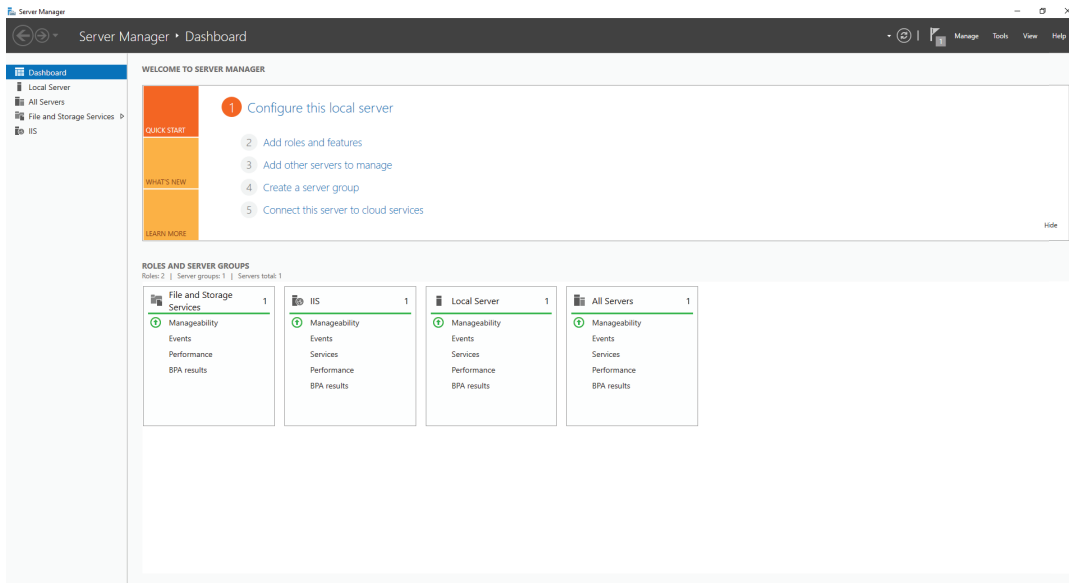 Server Manager
Server Manager • Dashboard
1
Manage Tools View Help
Dashboard
Local Server
All Servers
File and Storage Services
IIS
WELCOME TO SERVER MANAGER
QUICK START
WHAT'S NEW
LEARN MORE
1 Configure this local server
2 Add roles and features
3 Add other servers to manage
4 Create a server group
5 Connect this server to cloud services
Hide
ROLES AND SERVER GROUPS
Roles: 2 | Server groups: 1 | Servers total: 1
File and Storage
Services 1
Manageability
Events
Performance
BPA results
IIS 1
Manageability
Events
Services
Performance
BPA results
Local Server 1
Manageability
Events
Services
Performance
BPA results
All Servers 1
Manageability
Events
Services
Performance
BPA results